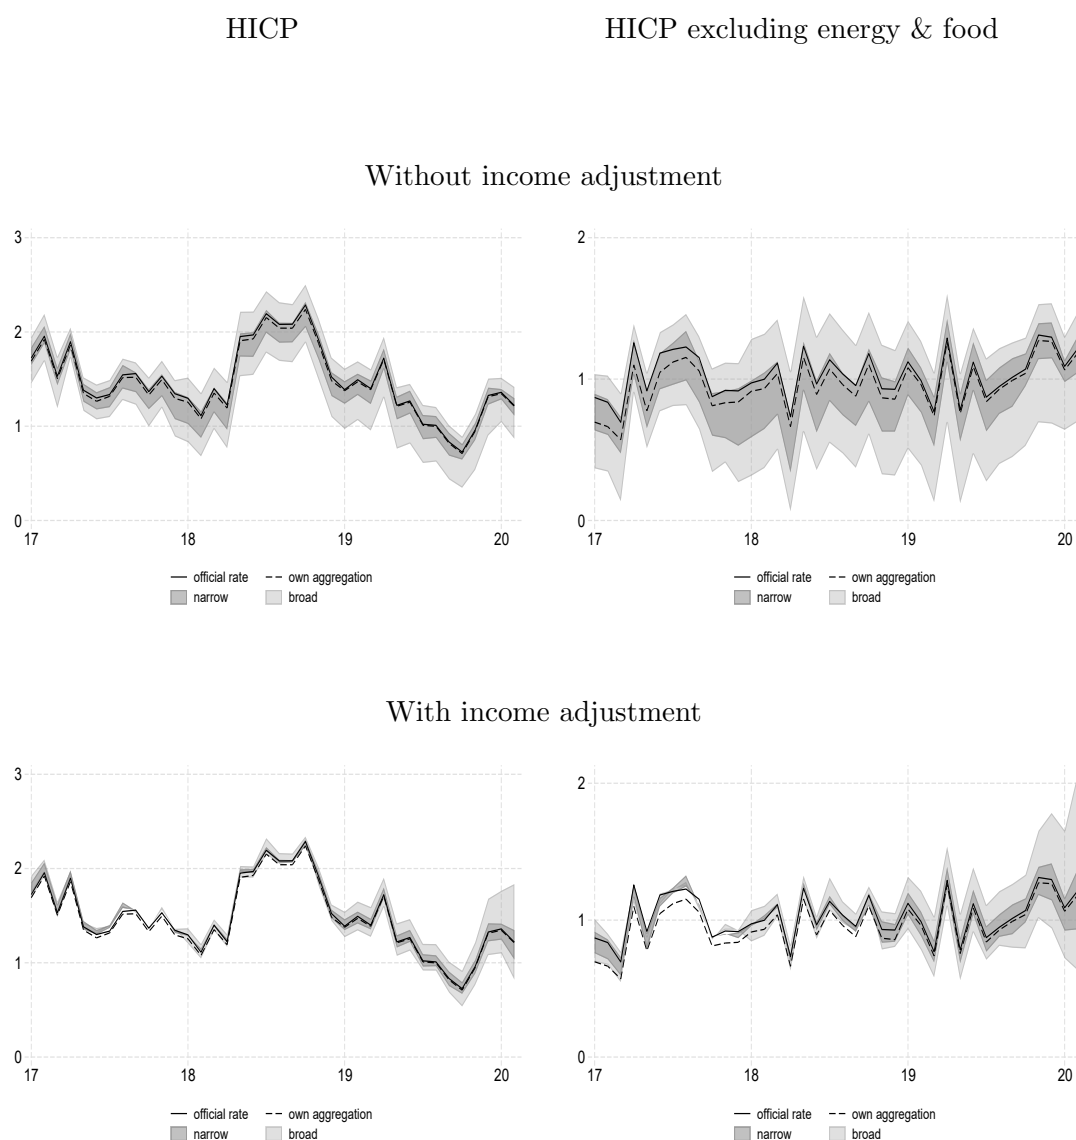 HICP HICP excluding energy & food
Without income adjustment
3
2
1
0
17 18 19 20
official rate own aggregation
narrow broad
2
1
0
17 18 19 20
official rate own aggregation
narrow broad
With income adjustment
3
2
1
0
17 18 19 20
official rate own aggregation
narrow broad
2
1
0
17 18 19 20
official rate own aggregation
narrow broad